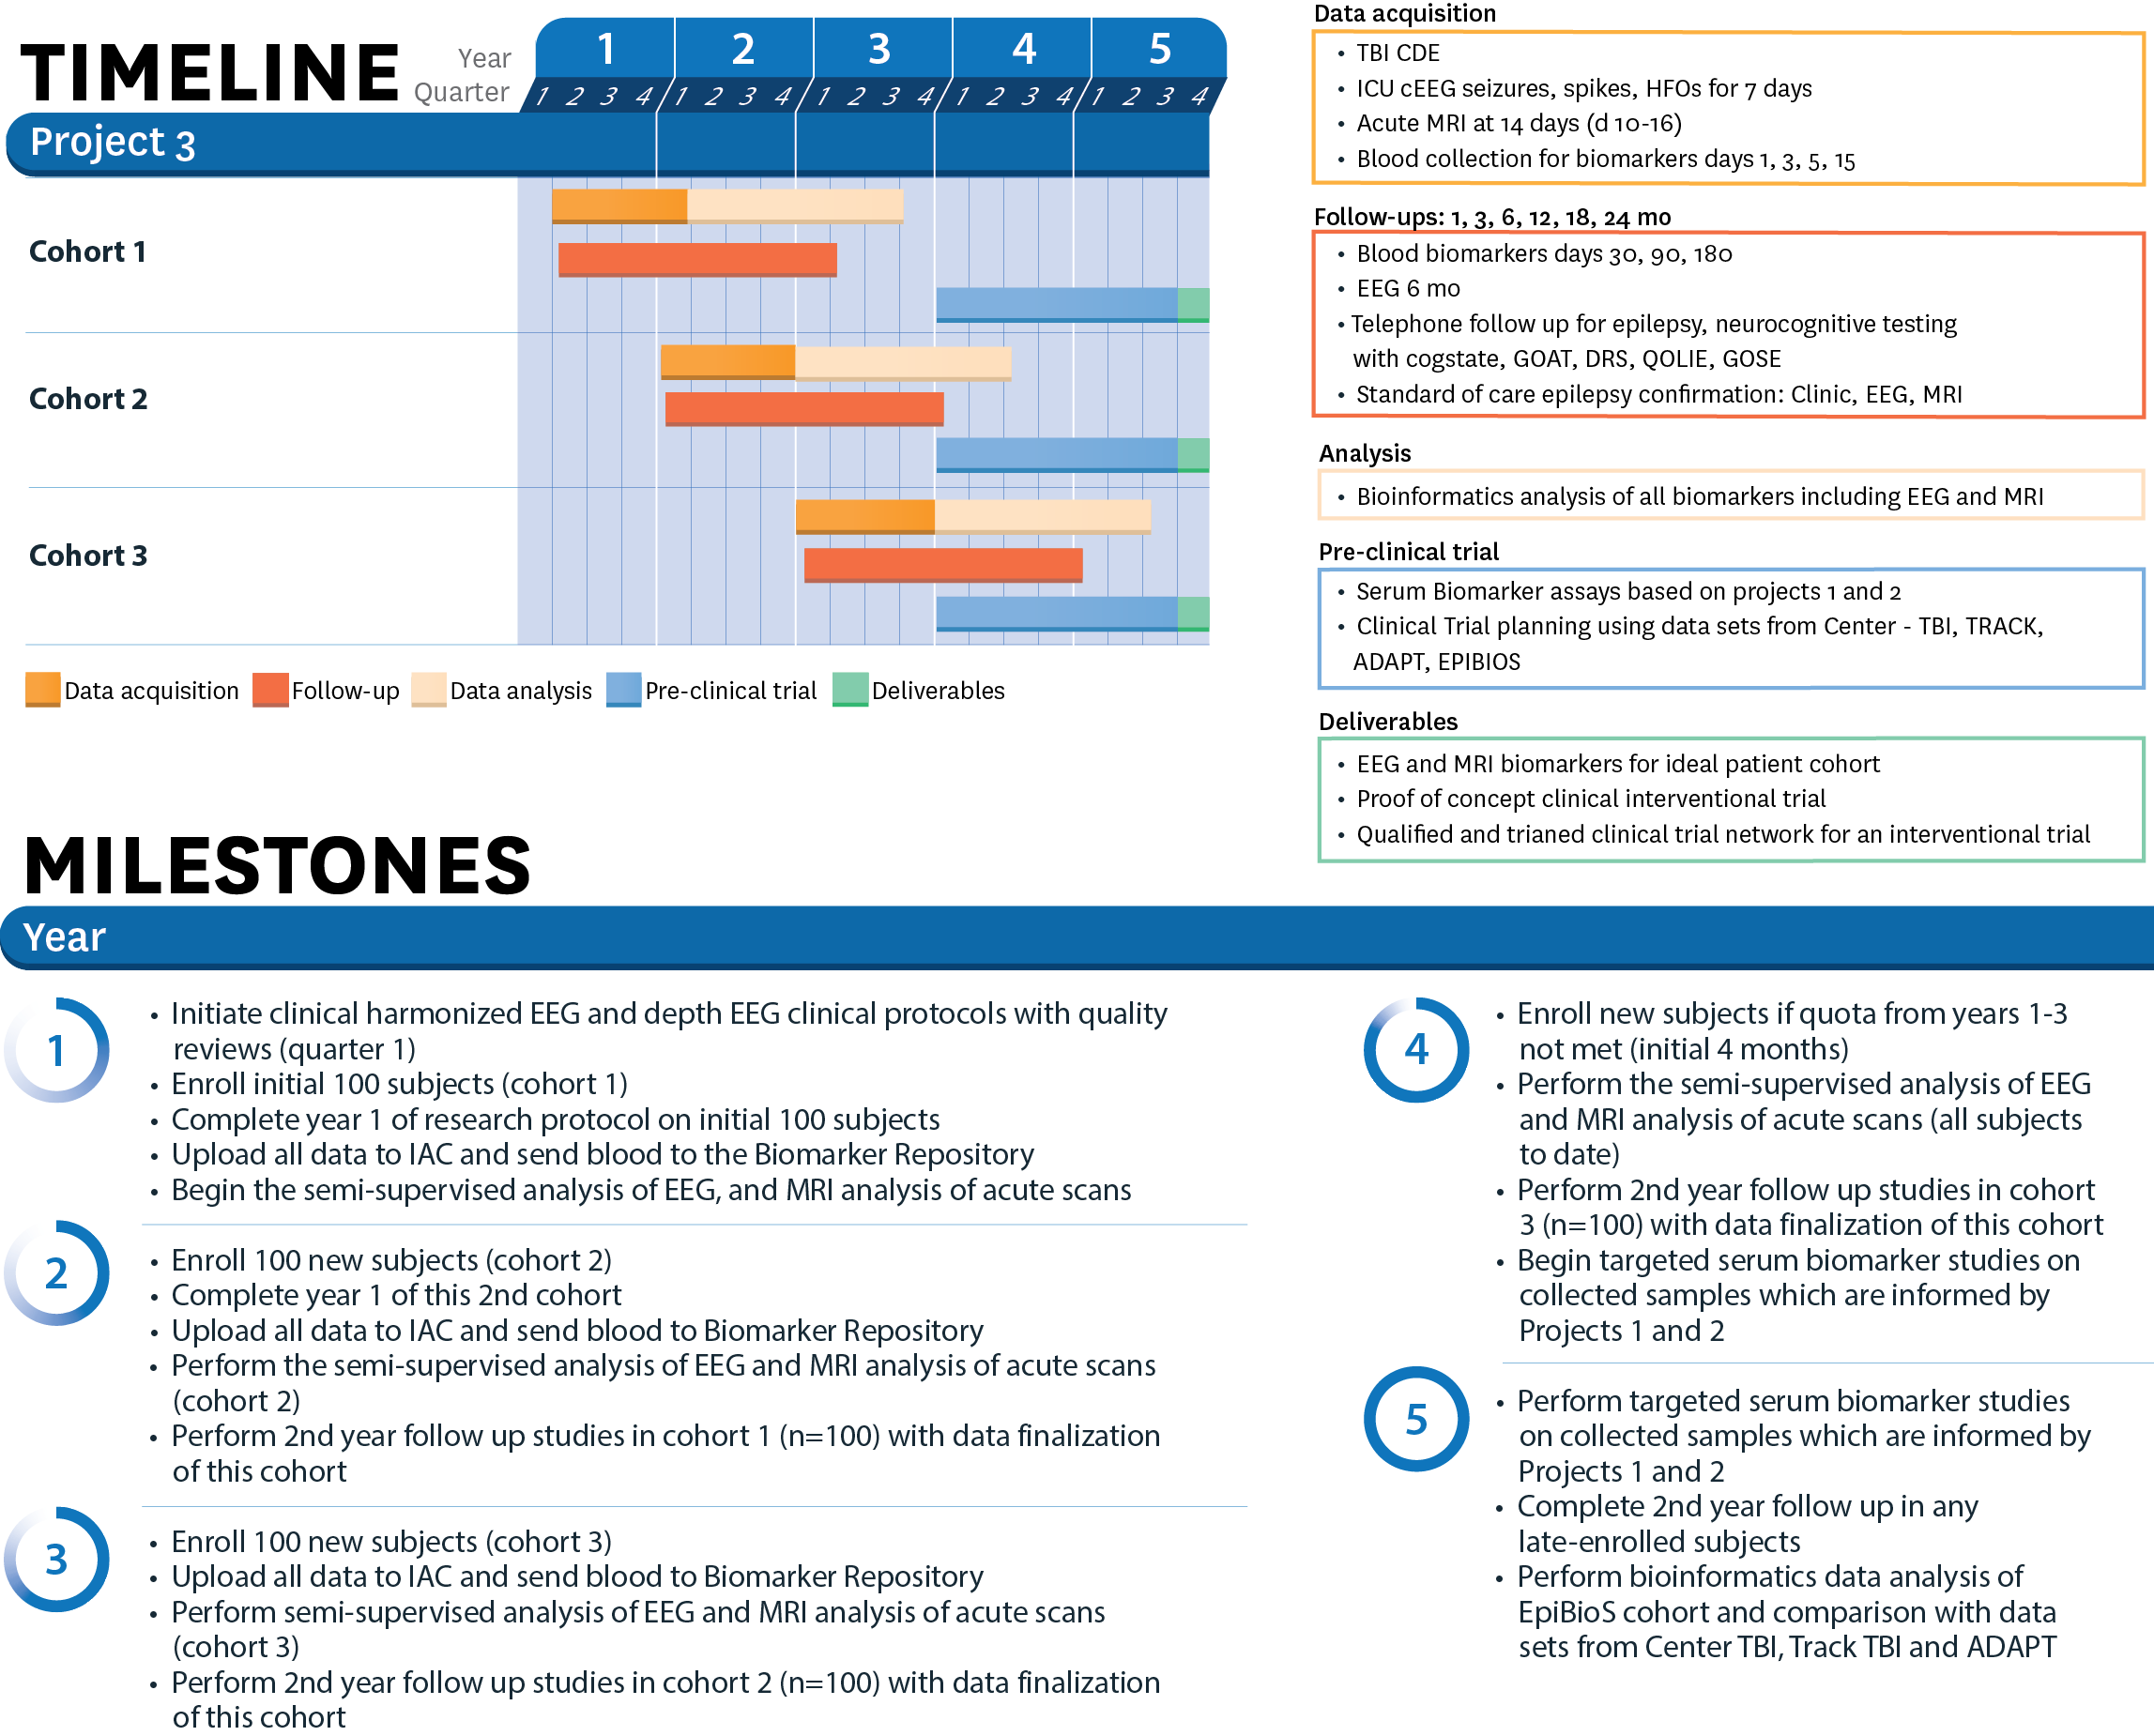 TIMELINE
Year
1 2 3 4 5
Quarter
1 2 3 4 1 2 3 4 1 2 3 4 1 2 3 4 1 2 3 4
Project 3
Cohort 1
Cohort 2
Cohort 3
Data acquisition
Follow-up
Data analysis
Pre-clinical trial
Deliverables
Data acquisition
• TBI CDE
• ICU cEEG seizures, spikes, HFOs for 7 days
• Acute MRI at 14 days (d 10-16)
• Blood collection for biomarkers days 1, 3, 5, 15
Follow-ups: 1, 3, 6, 12, 18, 24 mo
• Blood biomarkers days 30, 90, 180
• EEG 6 mo
• Telephone follow up for epilepsy, neurocognitive testing
with cogstate, GOAT, DRS, QOLIE, GOSE
• Standard of care epilepsy confirmation: Clinic, EEG, MRI
Analysis
• Bioinformatics analysis of all biomarkers including EEG and MRI
Pre-clinical trial
• Serum Biomarker assays based on projects 1 and 2
• Clinical Trial planning using data sets from Center - TBI, TRACK,
ADAPT, EPIBIOS
Deliverables
• EEG and MRI biomarkers for ideal patient cohort
• Proof of concept clinical interventional trial
• Qualified and trianed clinical trial network for an interventional trial
MILESTONES
Year
1
• Initiate clinical harmonized EEG and depth EEG clinical protocols with quality
reviews (quarter 1)
• Enroll initial 100 subjects (cohort 1)
• Complete year 1 of research protocol on initial 100 subjects
• Upload all data to IAC and send blood to the Biomarker Repository
• Begin the semi-supervised analysis of EEG, and MRI analysis of acute scans
2
• Enroll 100 new subjects (cohort 2)
• Complete year 1 of this 2nd cohort
• Upload all data to IAC and send blood to Biomarker Repository
• Perform the semi-supervised analysis of EEG and MRI analysis of acute scans
(cohort 2)
• Perform 2nd year follow up studies in cohort 1 (n=100) with data finalization
of this cohort
3
• Enroll 100 new subjects (cohort 3)
• Upload all data to IAC and send blood to Biomarker Repository
• Perform semi-supervised analysis of EEG and MRI analysis of acute scans
(cohort 3)
• Perform 2nd year follow up studies in cohort 2 (n=100) with data finalization
of this cohort
4
• Enroll new subjects if quota from years 1-3
not met (initial 4 months)
• Perform the semi-supervised analysis of EEG
and MRI analysis of acute scans (all subjects
to date)
• Perform 2nd year follow up studies in cohort
3 (n=100) with data finalization of this cohort
• Begin targeted serum biomarker studies on
collected samples which are informed by
Projects 1 and 2
5
• Perform targeted serum biomarker studies
on collected samples which are informed by
Projects 1 and 2
• Complete 2nd year follow up in any
late-enrolled subjects
• Perform bioinformatics data analysis of
EpiBioS cohort and comparison with data
sets from Center TBI, Track TBI and ADAPT